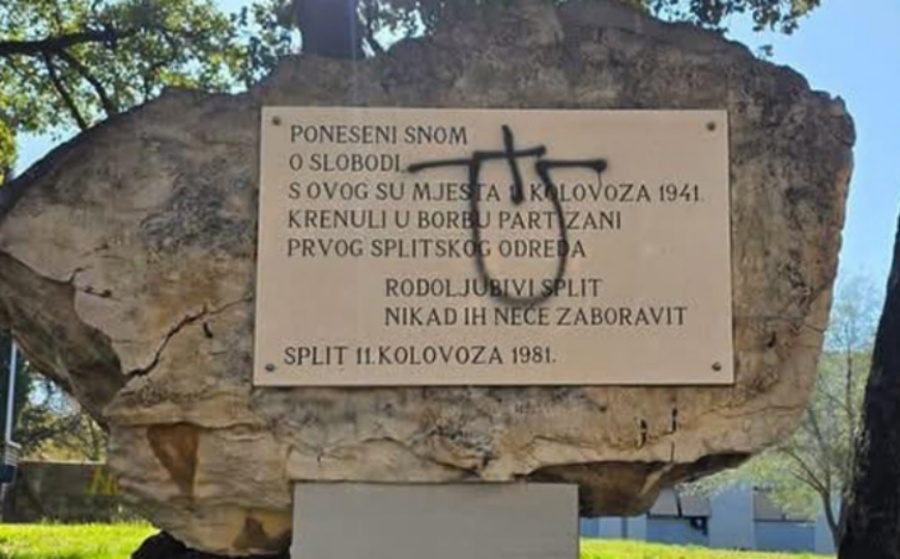 PONESENI SNOM
O SLOBODI
S OVOG SU MJESTA 11. KOLOVOZA 1941.
KRENULI U BORBU PARTIZANI
PRVOG SPLITSKOG ODREDA
RODOLJUBIVI SPLIT
NIKAD IH NEĆE ZABORAVIT
SPLIT 11. KOLOVOZA 1981.